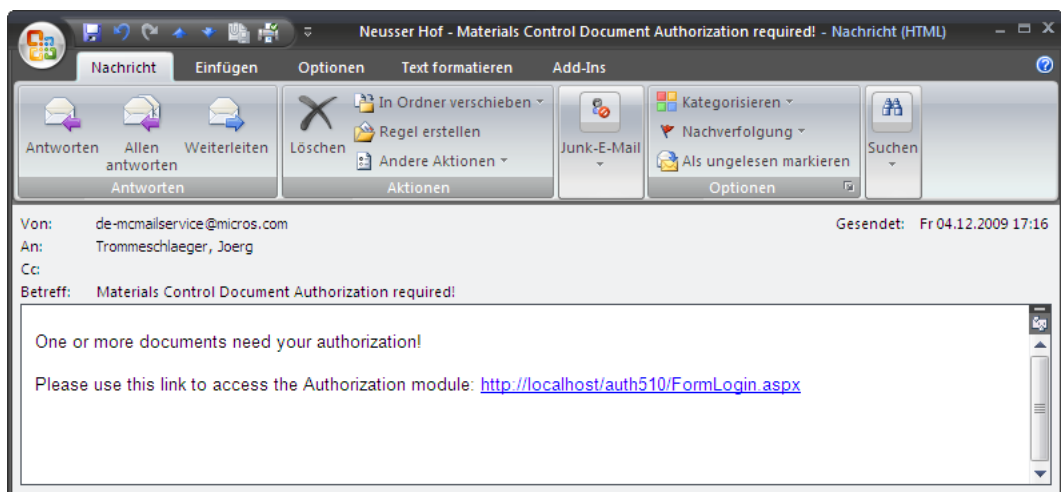 Neusser Hof - Materials Control Document Authorization required! - Nachricht (HTML)
Nachricht Einfügen Optionen Text formatieren Add-Ins
Antworten
Allen antworten
Weiterleiten
Antworten
Löschen
In Ordner verschieben
Regel erstellen
Andere Aktionen
Aktionen
Junk-E-Mail
Kategorisieren
Nachverfolgung
Als ungelesen markieren
Optionen
Suchen
Von: de-mcmailservice@micros.com Gesendet: Fr 04.12.2009 17:16
An: Trommeschlaeger, Joerg
Cc:
Betreff: Materials Control Document Authorization required!
One or more documents need your authorization!
Please use this link to access the Authorization module: http://localhost/auth510/FormLogin.aspx